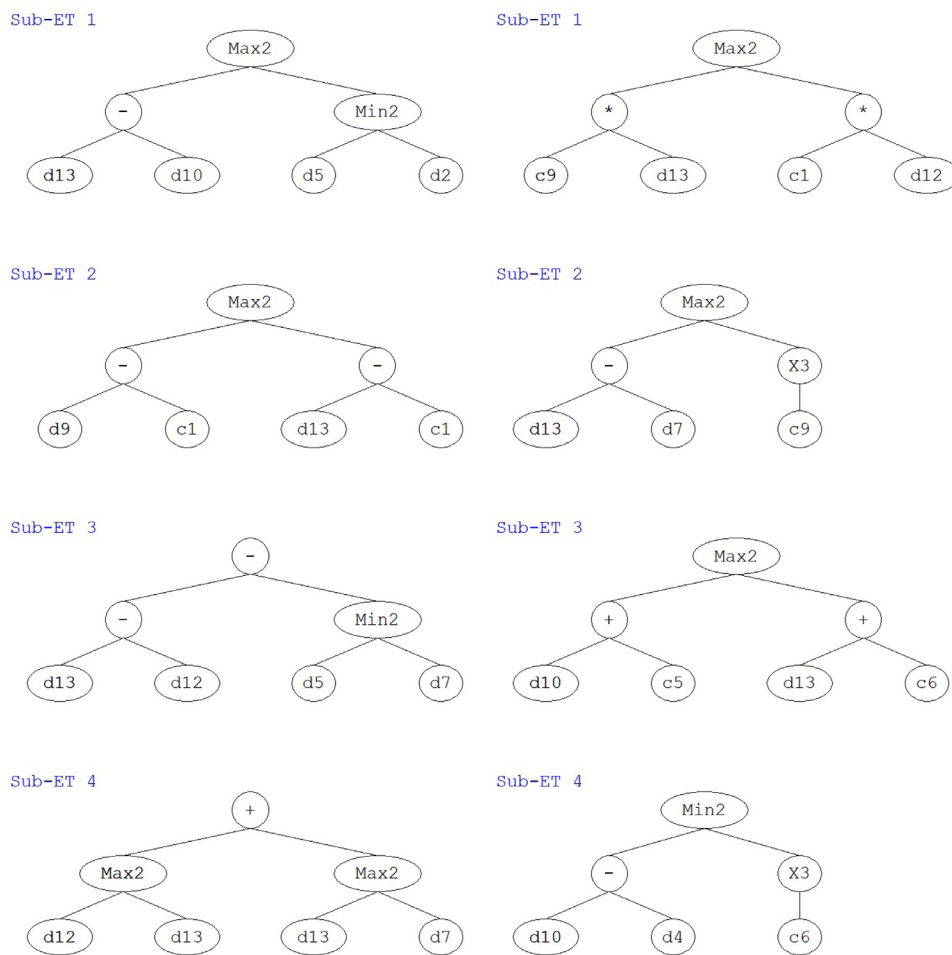 Sub-ET 1 Sub-ET 1
Max2 Max2
- Min2 * *
d13 d10 d5 d2 c9 d13 c1 d12
Sub-ET 2 Sub-ET 2
Max2 Max2
- - - X3
d9 c1 d13 c1 d13 d7 c9
Sub-ET 3 Sub-ET 3
- Max2
- Min2 + +
d13 d12 d5 d7 d10 c5 d13 c6
Sub-ET 4 Sub-ET 4
+ Min2
Max2 Max2 - X3
d12 d13 d13 d7 d10 d4 c6